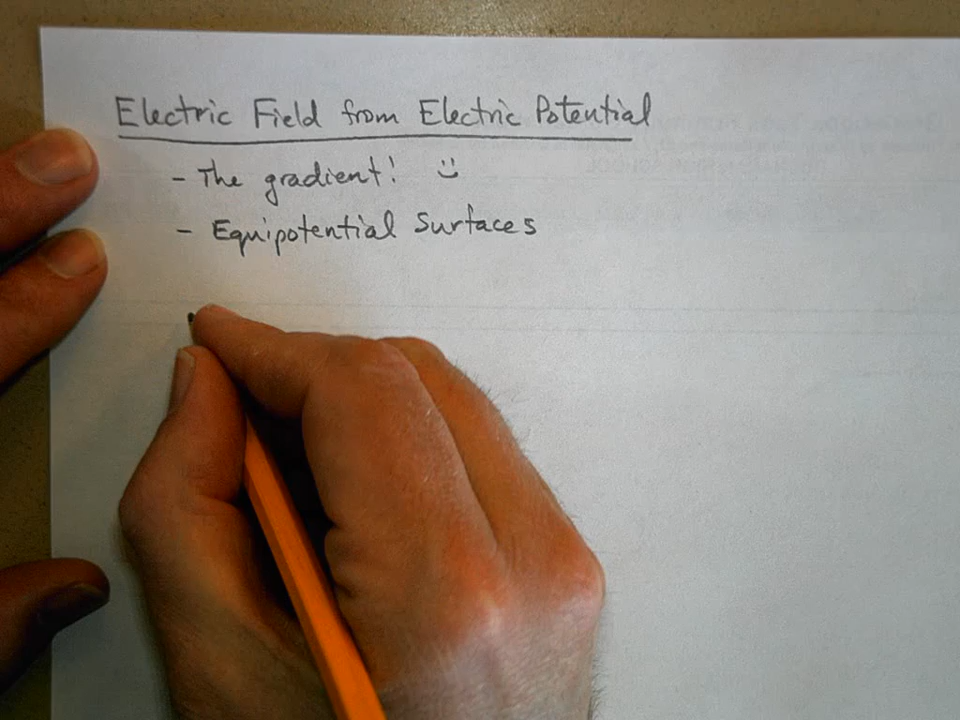 Electric Field from Electric Potential
- The gradient! :)
- Equipotential Surfaces